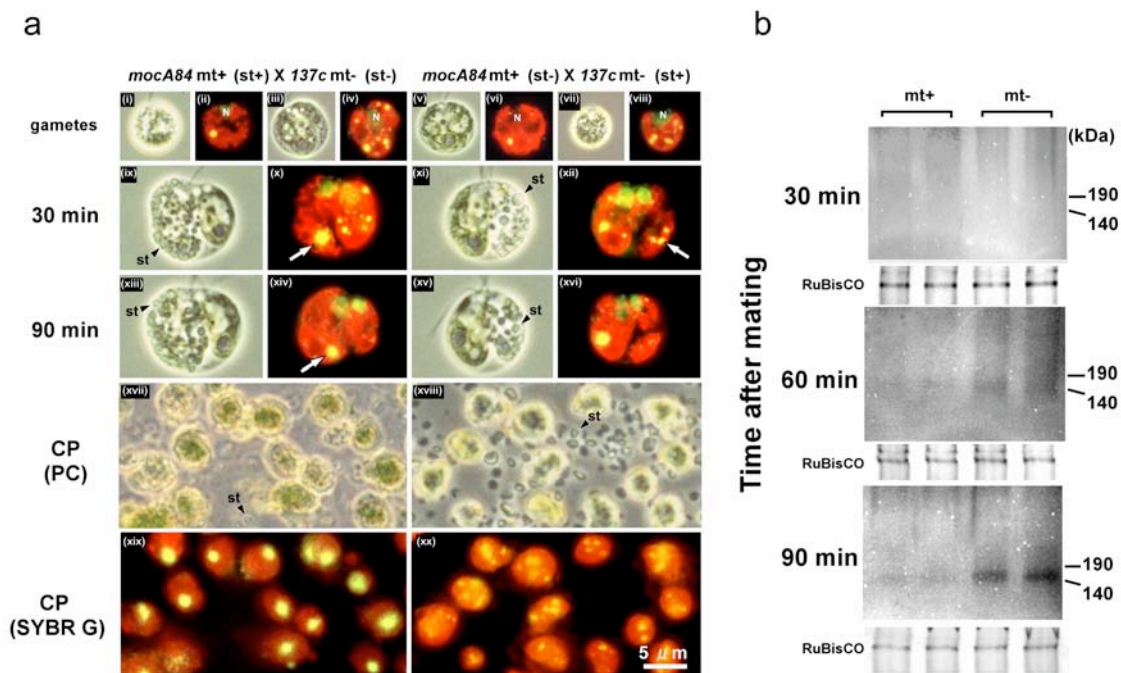 a
b
mocA84 mt+ (st+) X 137c mt- (st-)
mocA84 mt+ (st-) X 137c mt- (st+)
gametes
(i)
(ii)
N
(iii)
(iv)
N
(v)
(vi)
N
(vii)
(viii)
N
30 min
(ix)
st
(x)
(xi)
st
(xii)
90 min
(xiii)
st
(xiv)
(xv)
st
(xvi)
CP
(PC)
(xvii)
st
(xviii)
st
CP
(SYBR G)
(xix)
(xx)
5 μm
mt+
mt-
(kDa)
Time after mating
30 min
190
140
RuBisCO
60 min
190
140
RuBisCO
90 min
190
140
RuBisCO